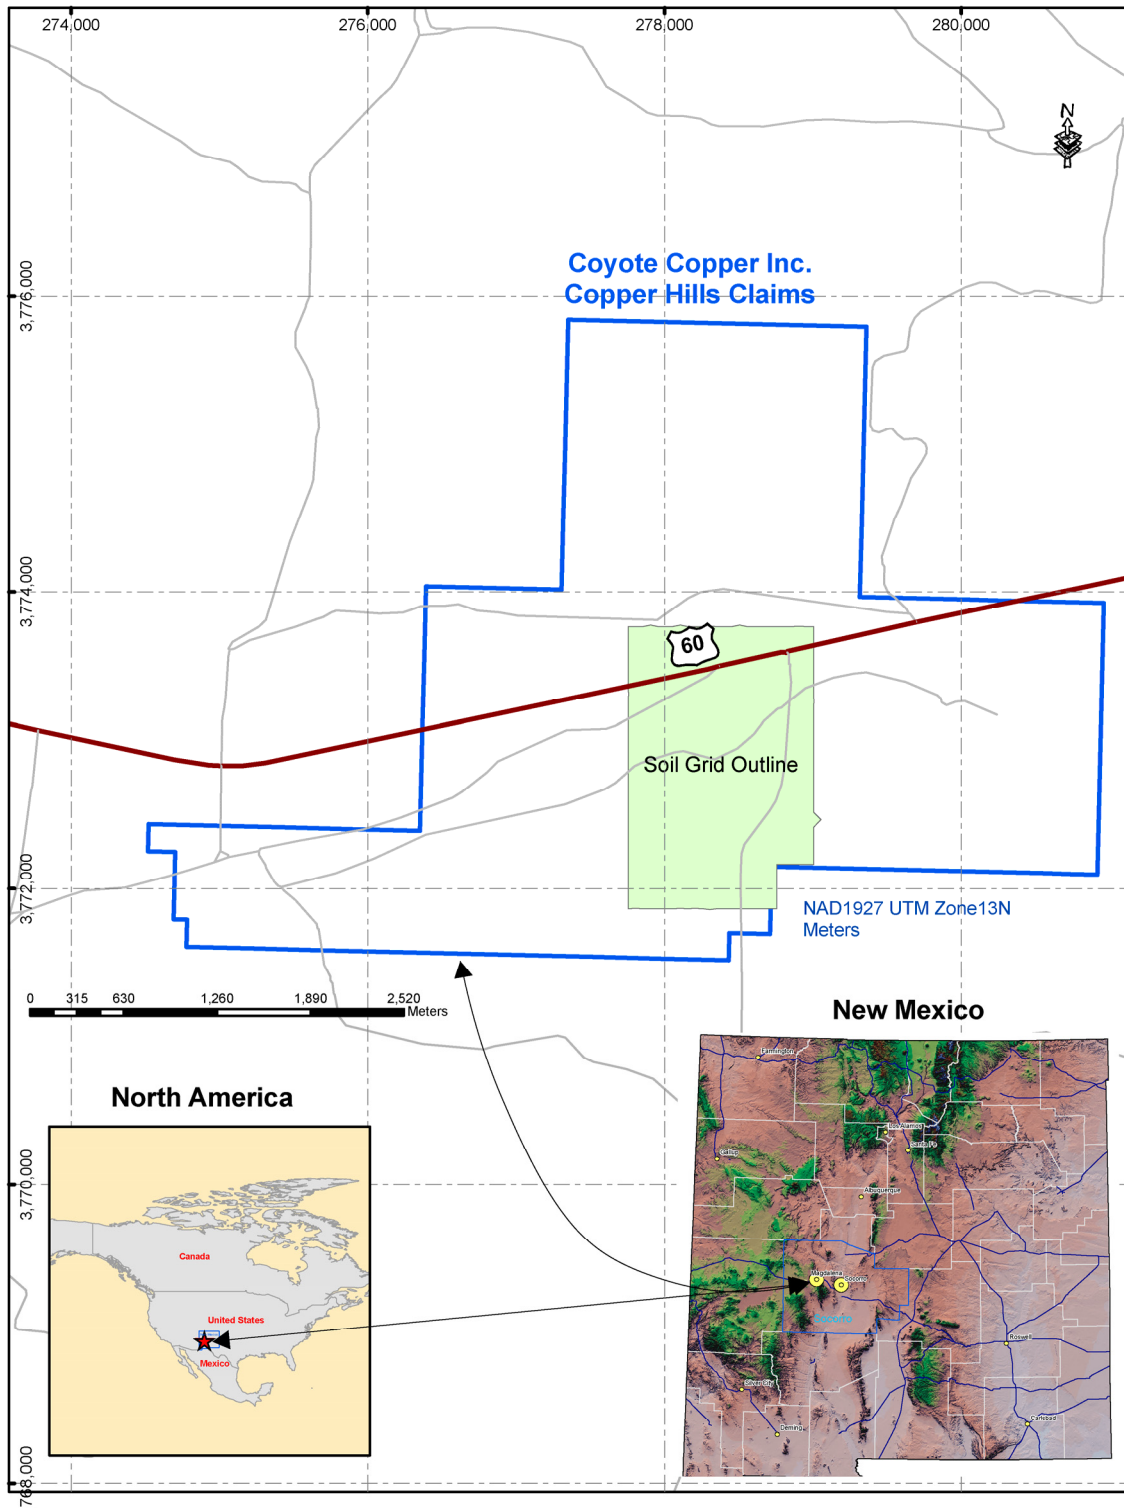 274,000
276,000
278,000
280,000
N
Coyote Copper Inc.
Copper Hills Claims
3,776,000
3,774,000
60
Soil Grid Outline
3,772,000
NAD1927 UTM Zone13N
Meters
0 315 630 1,260 1,890 2,520
Meters
New Mexico
Farmington
Los Alamos
Santa Fe
Gallup
Albuquerque
Magdalena
Socorro
Socorro
Roswell
Silver City
Carlsbad
Deming
North America
Canada
United States
Mexico
3,770,000
768,000